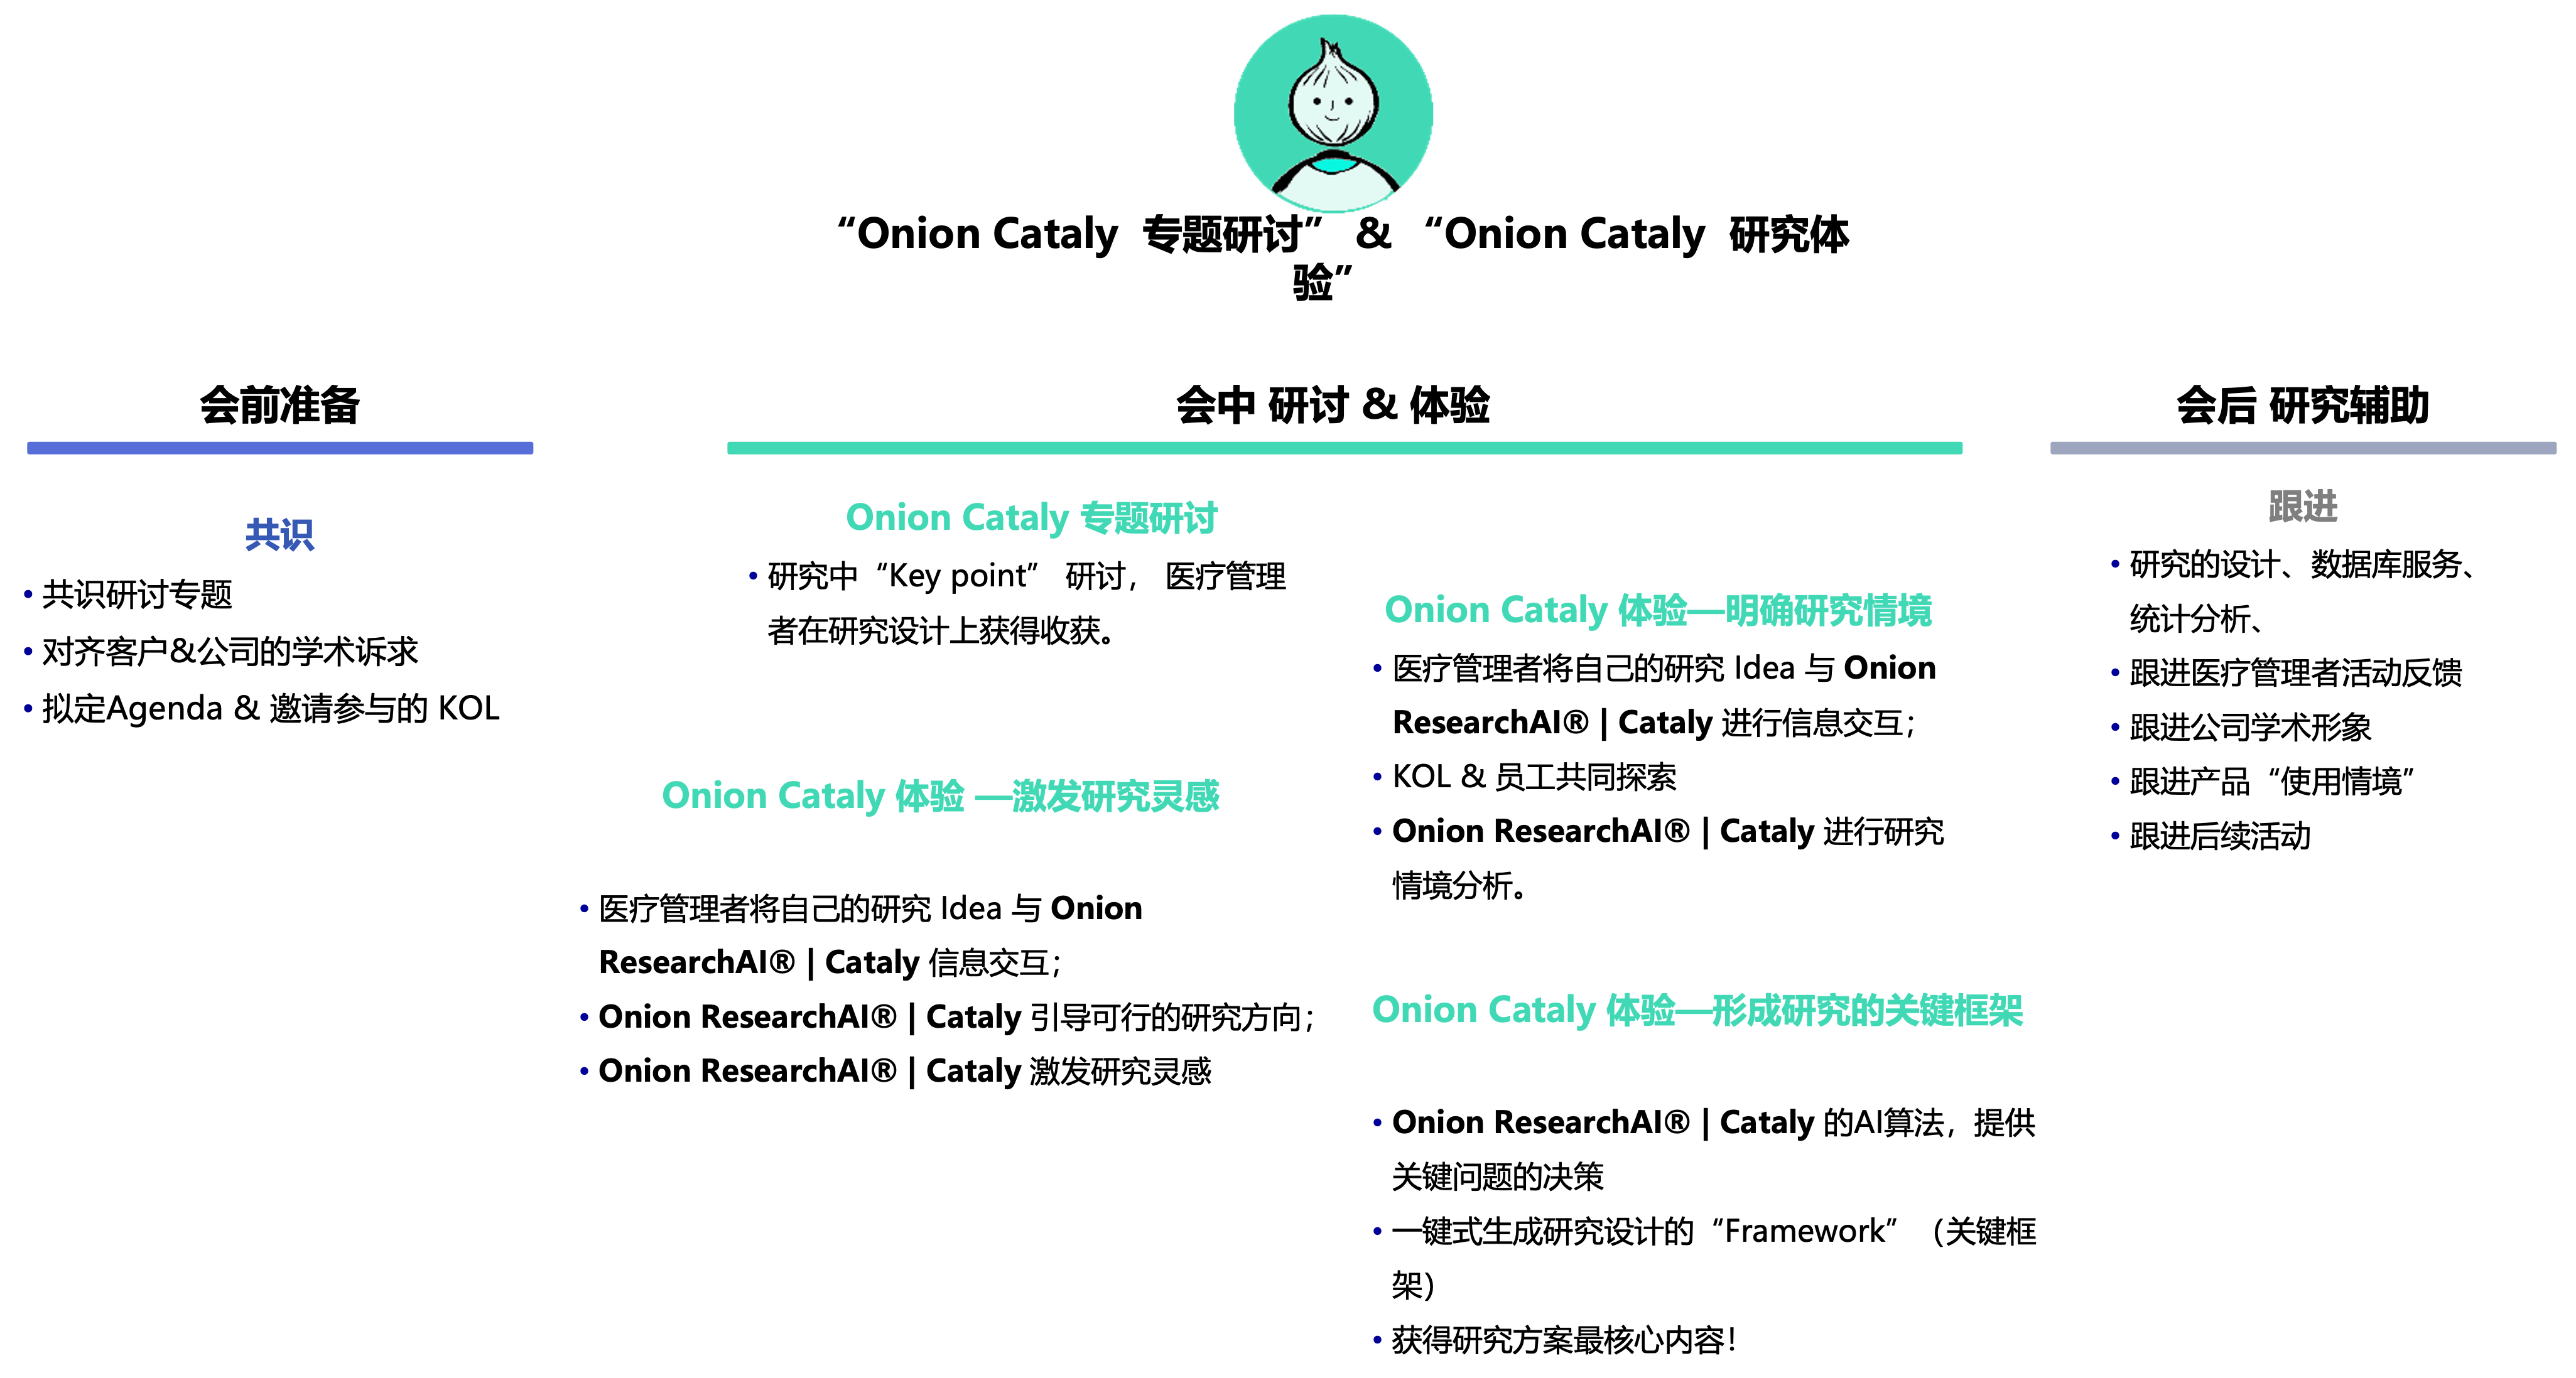 “Onion Cataly 专题研讨” & “Onion Cataly 研究体
验”
会前准备
共识
• 共识研讨专题
• 对齐客户&公司的学术诉求
• 拟定Agenda & 邀请参与的 KOL
会中 研讨 & 体验
Onion Cataly 专题研讨
• 研究中“Key point” 研讨， 医疗管理
者在研究设计上获得收获。
Onion Cataly 体验 —激发研究灵感
• 医疗管理者将自己的研究 Idea 与 Onion
ResearchAI® | Cataly 信息交互；
• Onion ResearchAI® | Cataly 引导可行的研究方向；
• Onion ResearchAI® | Cataly 激发研究灵感
Onion Cataly 体验—明确研究情境
• 医疗管理者将自己的研究 Idea 与 Onion
ResearchAI® | Cataly 进行信息交互；
• KOL & 员工共同探索
• Onion ResearchAI® | Cataly 进行研究
情境分析。
Onion Cataly 体验—形成研究的关键框架
• Onion ResearchAI® | Cataly 的AI算法，提供
关键问题的决策
• 一键式生成研究设计的“Framework”（关键框
架）
• 获得研究方案最核心内容！
会后 研究辅助
跟进
• 研究的设计、数据库服务、
统计分析、
• 跟进医疗管理者活动反馈
• 跟进公司学术形象
• 跟进产品“使用情境”
• 跟进后续活动